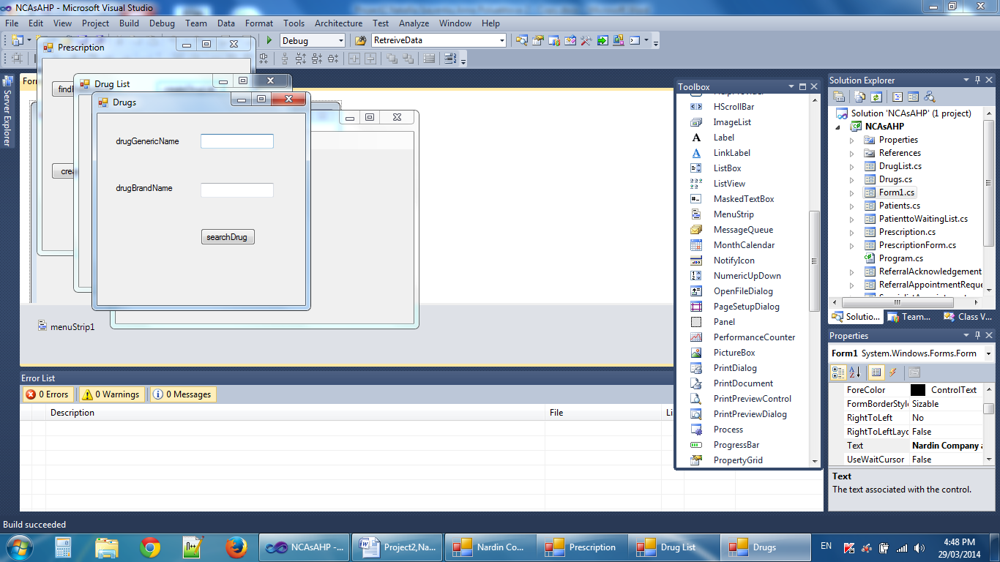 NCAsAHP - Microsoft Visual Studio
File Edit View Project Build Debug Team Data Format Tools Architecture Test Analyze Window Help
Debug RetreiveData
Prescription
Drug List
Drugs
drugGenericName
drugBrandName
searchDrug
menuStrip1
Server Explorer
Toolbox
HScrollBar
ImageList
Label
LinkLabel
ListBox
ListView
MaskedTextBox
MenuStrip
MessageQueue
MonthCalendar
NotifyIcon
NumericUpDown
OpenFileDialog
PageSetupDialog
Panel
PerformanceCounter
PictureBox
PrintDialog
PrintDocument
PrintPreviewControl
PrintPreviewDialog
Process
ProgressBar
PropertyGrid
Solution Explorer
Solution 'NCAsAHP' (1 project)
NCAsAHP
Properties
References
DrugList.cs
Drugs.cs
Form1.cs
Patients.cs
PatienttoWaitingList.cs
Prescription.cs
PrescriptionForm.cs
Program.cs
ReferralAcknowledgement
ReferralAppointmentReque
Solutio... Team... Class V...
Properties
Form1 System.Windows.Forms.Form
ForeColor ControlText
FormBorderStyle Sizable
RightToLeft No
RightToLeftLayo False
Text Nardin Company a
UseWaitCursor False
Text
The text associated with the control.
Error List
0 Errors 0 Warnings 0 Messages
Description File Li
Build succeeded
NCAsAHP -... Project2,Na... Nardin Co... Prescription Drug List Drugs
EN
4:48 PM
29/03/2014